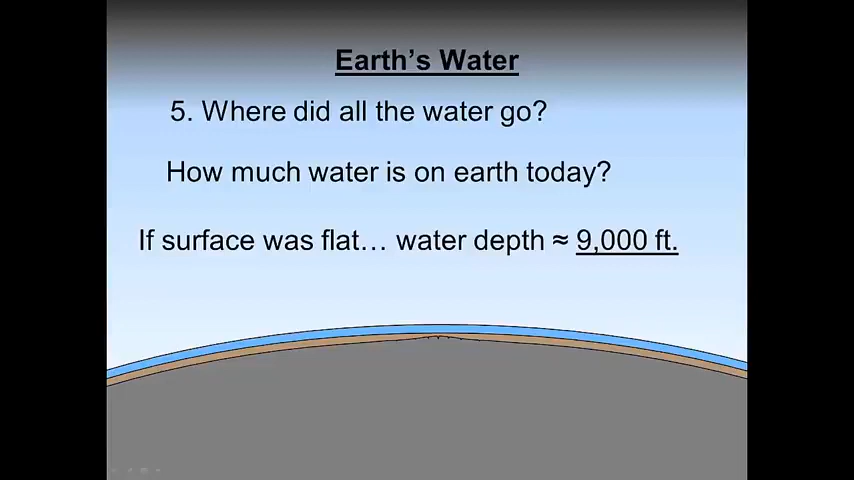 Earth’s Water
5. Where did all the water go?
How much water is on earth today?
If surface was flat… water depth ≈ 9,000 ft.